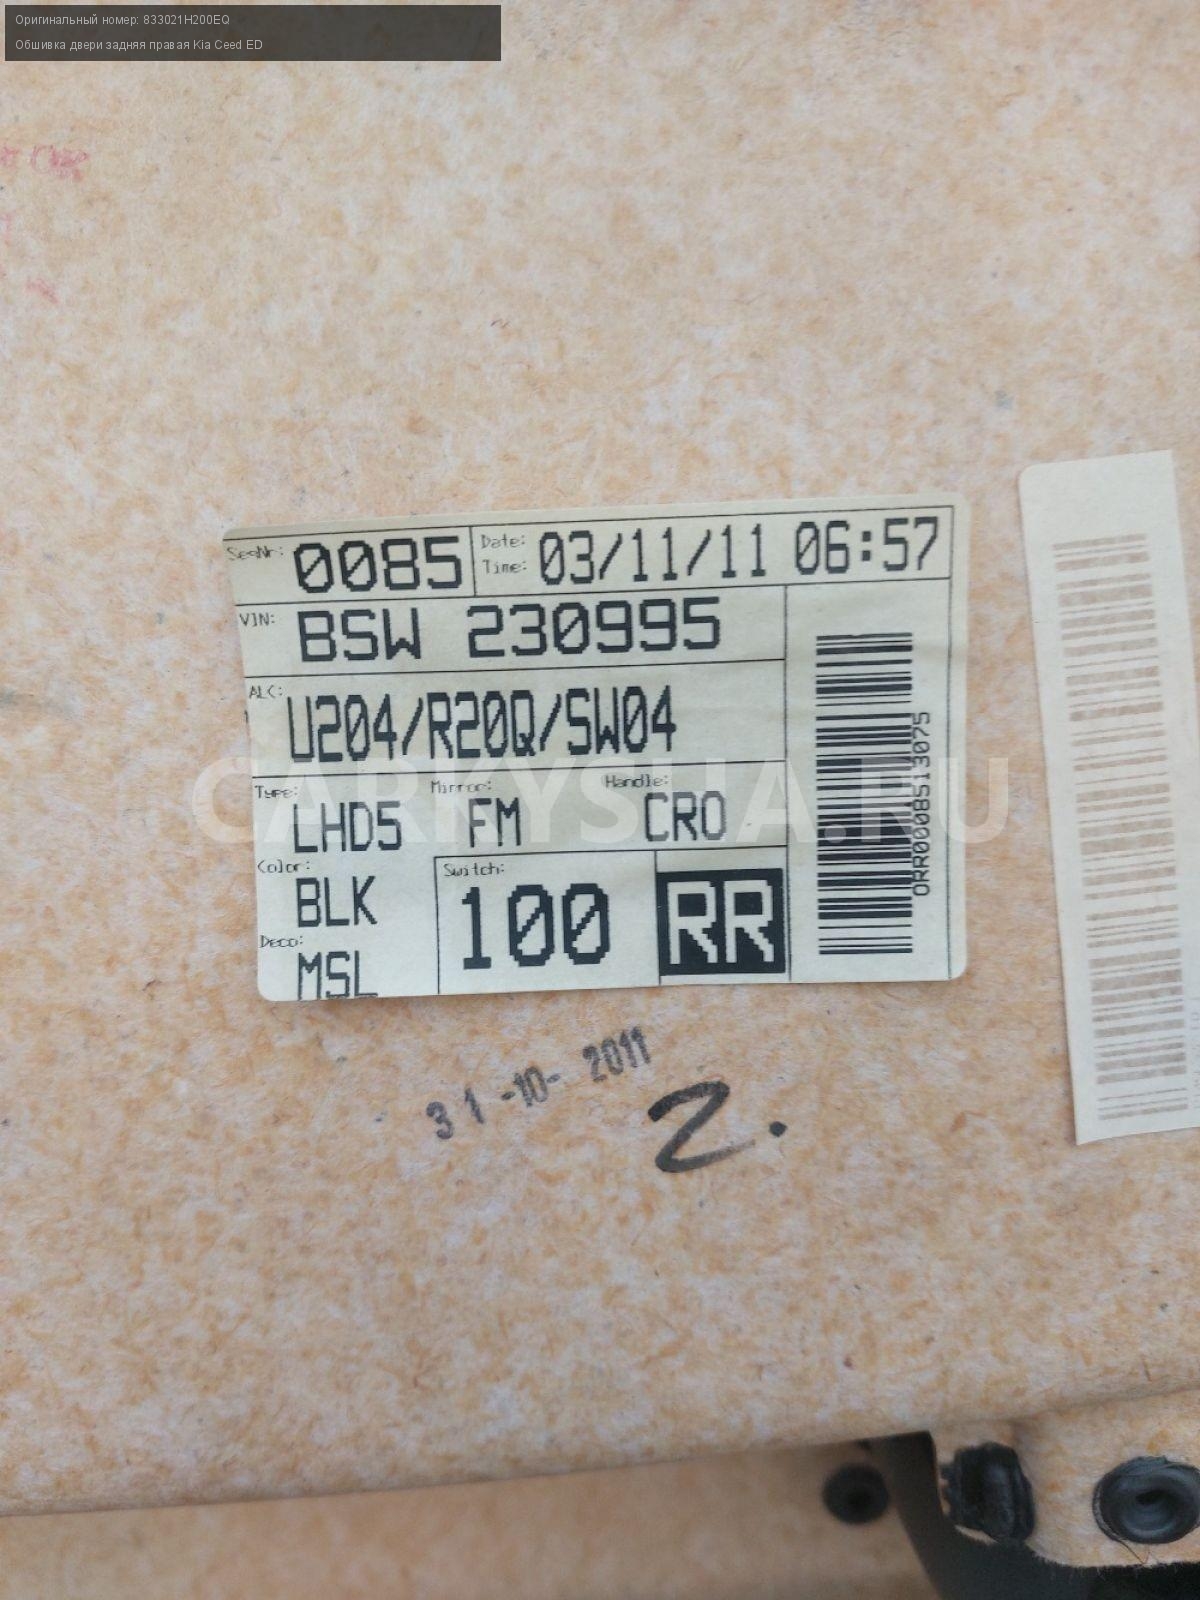 Оригинальный номер: 833021H200EQ
Обшивка двери задняя правая Kia Ceed ED
SeqNr: 0085 Date: Time: 03/11/11 06:57
VIN: BSW 230995
ALC: U204/R20Q/SW04
Type: LHD5 Mirror: FM Handle: CRO
Color: BLK Switch: 100 RR
Deco: MSL
ORR0008513075
CARKYSHA.RU
31-10-2011
2.